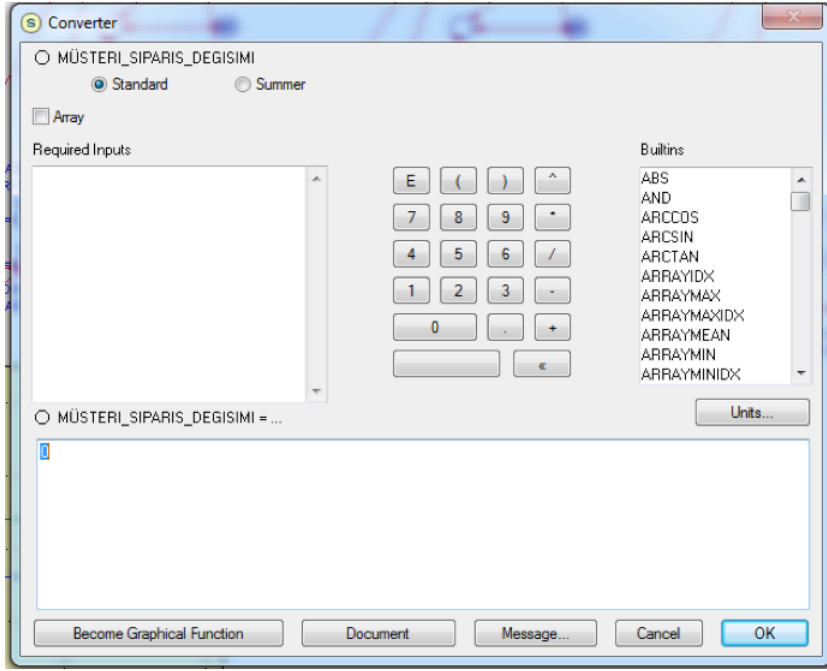 S Converter
MÜSTERI_SIPARIS_DEGISIMI
Standard Summer
Array
Required Inputs
Builtins
E ( ) ^
7 8 9 *
4 5 6 /
1 2 3 -
0 . +
«
ABS
AND
ARCCOS
ARCSIN
ARCTAN
ARRAYIDX
ARRAYMAX
ARRAYMAXIDX
ARRAYMEAN
ARRAYMIN
ARRAYMINIDX
Units...
MÜSTERI_SIPARIS_DEGISIMI = ...
0
Become Graphical Function Document Message... Cancel OK